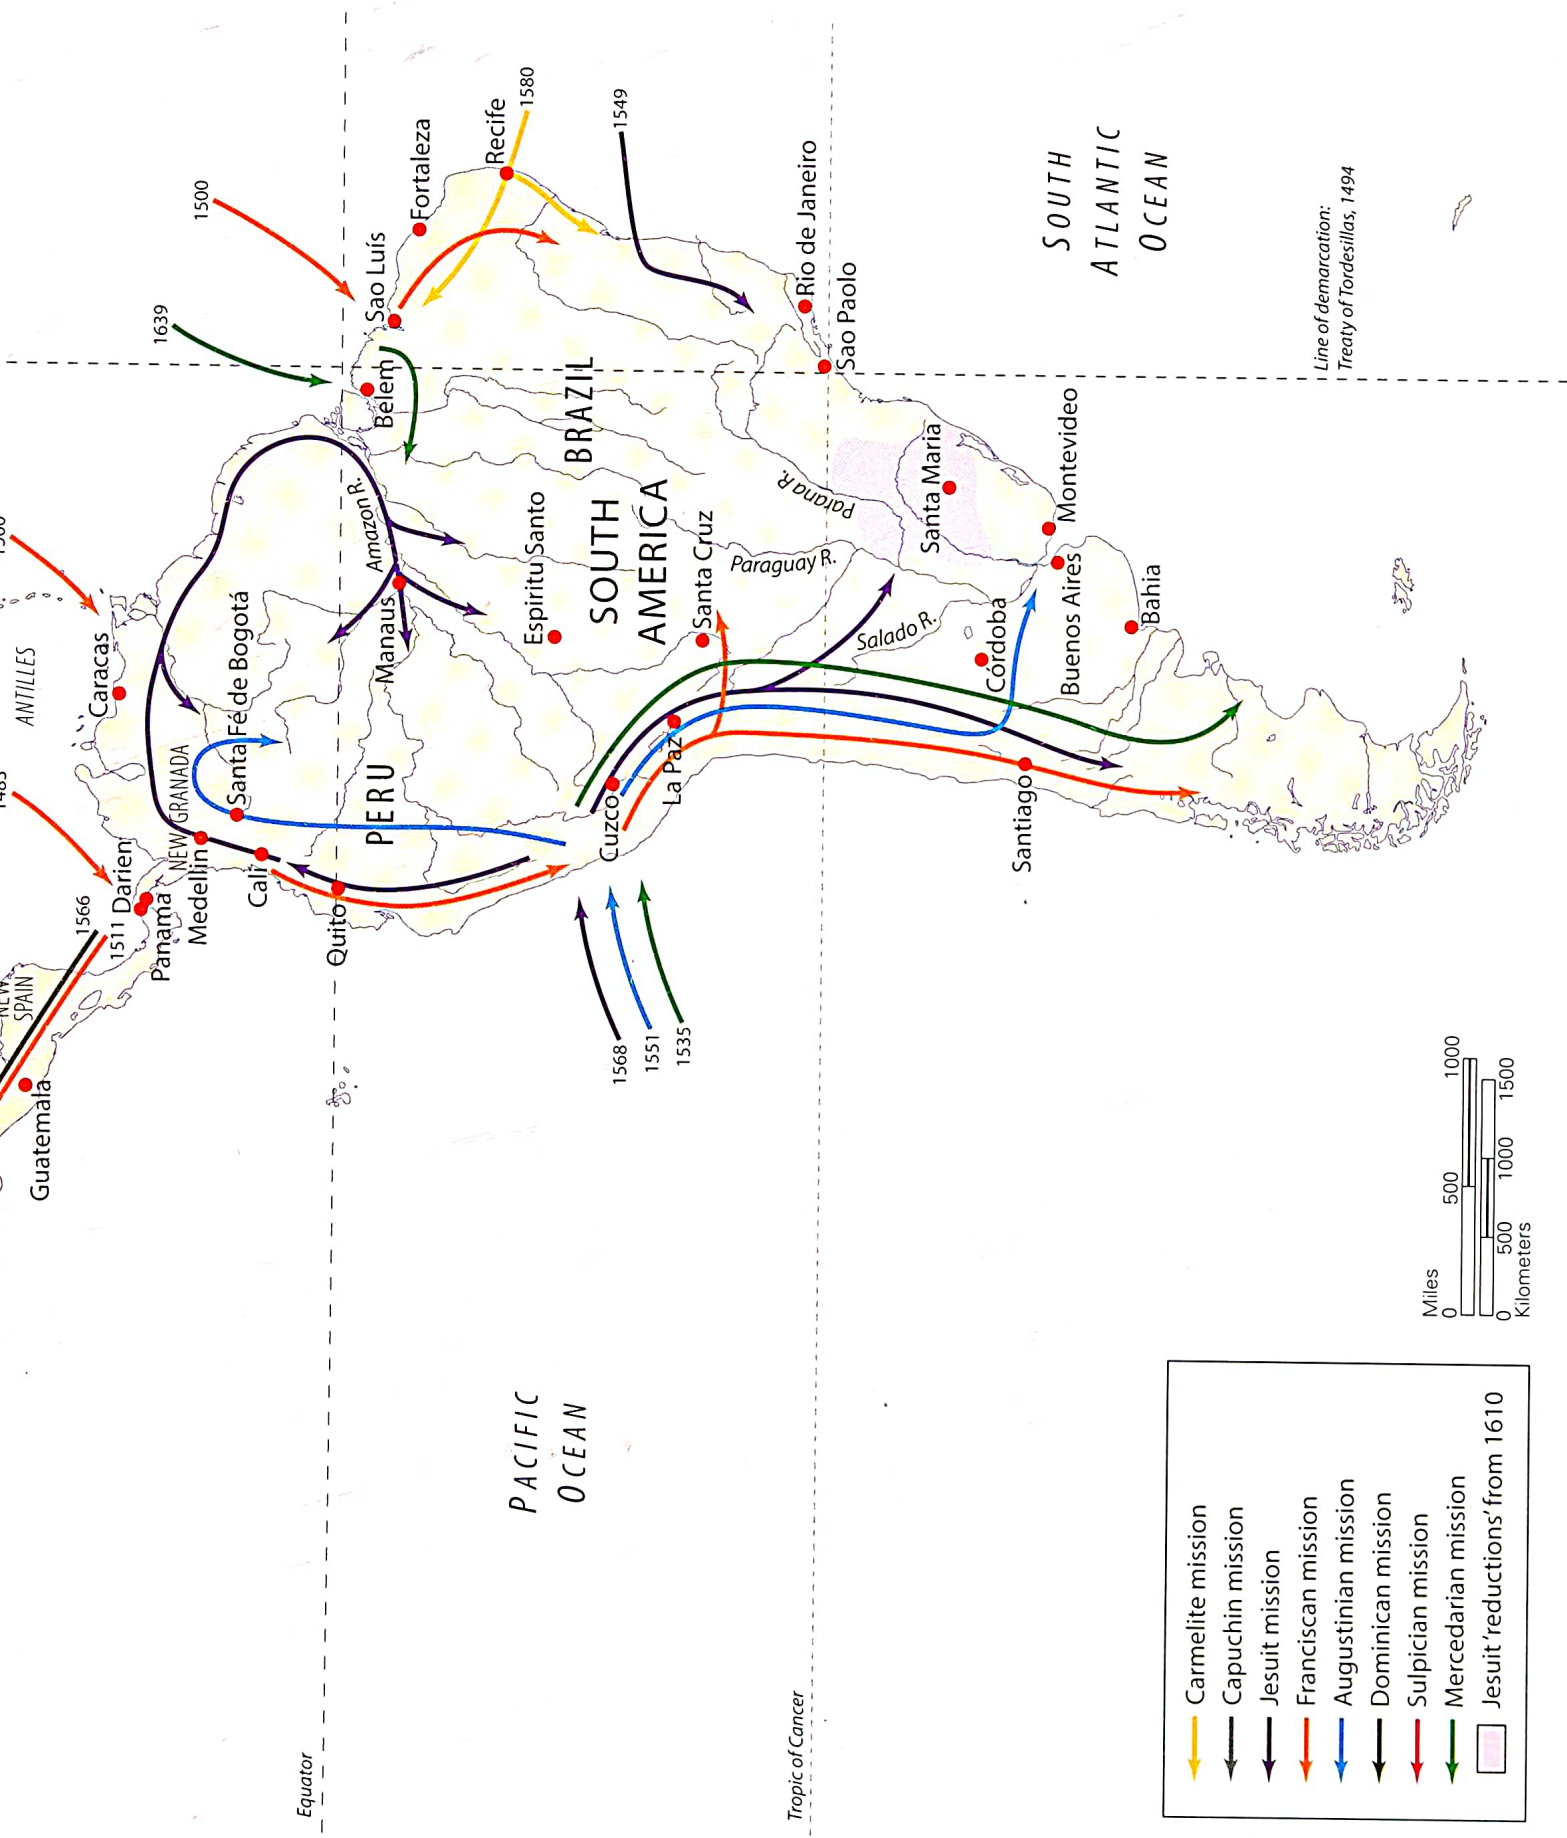 NEW
SPAIN
Guatemala
1566
1511
Darien
Panama
ANTILLES
Caracas
NEW GRANADA
Medellin
Cali
Santa Fé de Bogotá
Quito
PERU
Amazon R.
Manaus
1639
1500
Belem
Sao Luís
Fortaleza
Recife
1580
1549
BRAZIL
SOUTH
AMERICA
Espiritu Santo
Santa Cruz
Cuzco
La Paz
1568
1551
1535
Paraguay R.
Parana R.
Salado R.
Rio de Janeiro
Sao Paolo
Santa Maria
Montevideo
Córdoba
Buenos Aires
Bahia
Santiago
SOUTH
ATLANTIC
OCEAN
PACIFIC
OCEAN
Equator
Tropic of Cancer
Line of demarcation:
Treaty of Tordesillas, 1494
Miles
0 500 1000
0 500 1000 1500
Kilometers
Carmelite mission
Capuchin mission
Jesuit mission
Franciscan mission
Augustinian mission
Dominican mission
Sulpician mission
Mercedarian mission
Jesuit 'reductions' from 1610